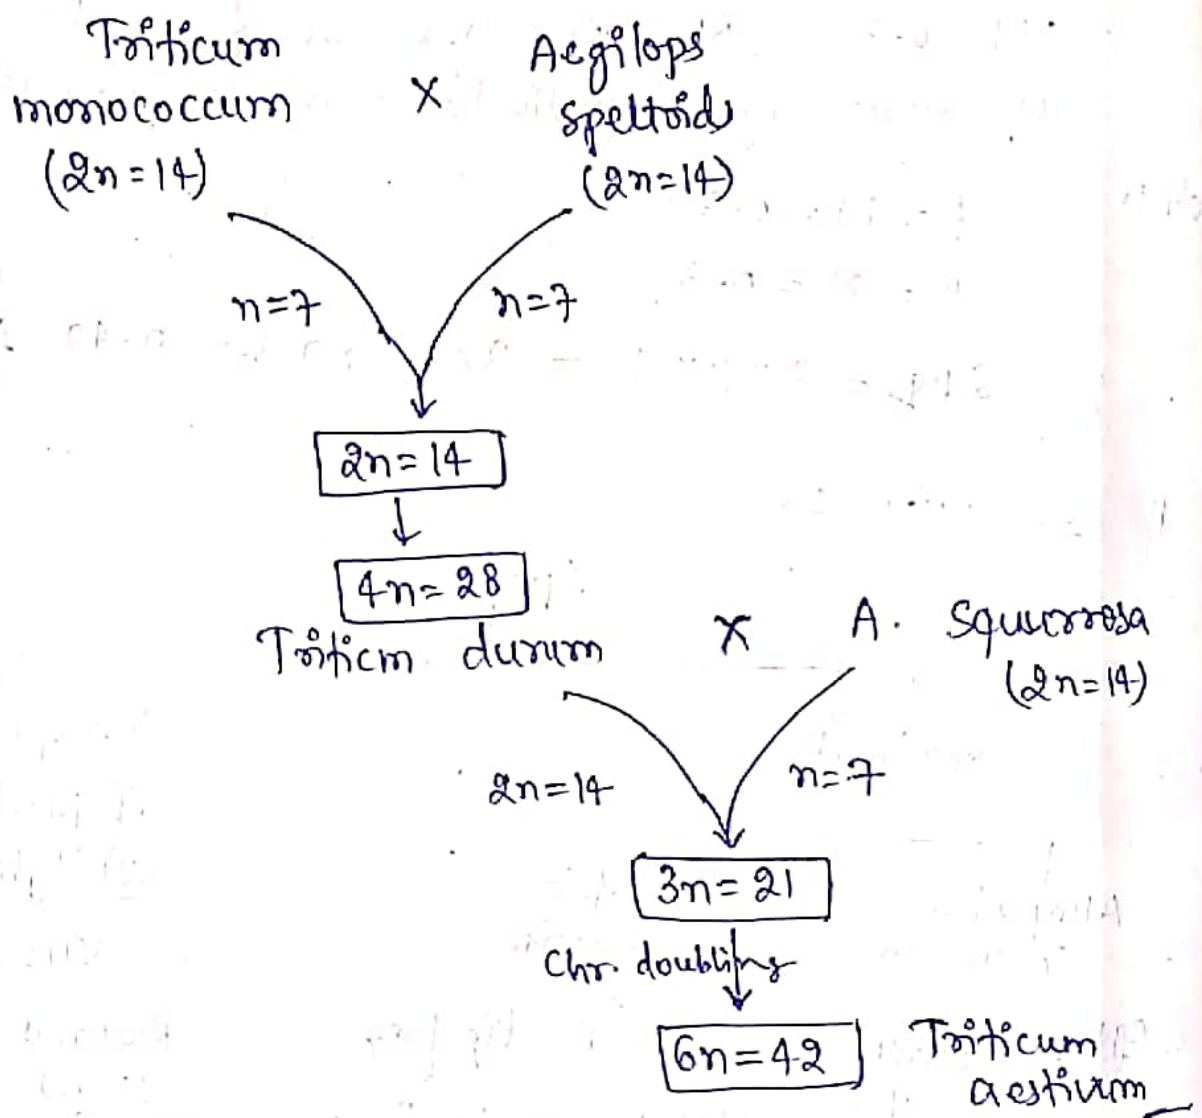 Triticum
monococcum
(2n=14)
X
Aegilops
Speltoids
(2n=14)
n=7
n=7
2n=14
4n=28
Triticm durum
X
A. Squurrosa
(2n=14)
2n=14
n=7
3n=21
Chr. doubling
6n=42
Triticum
aestivum